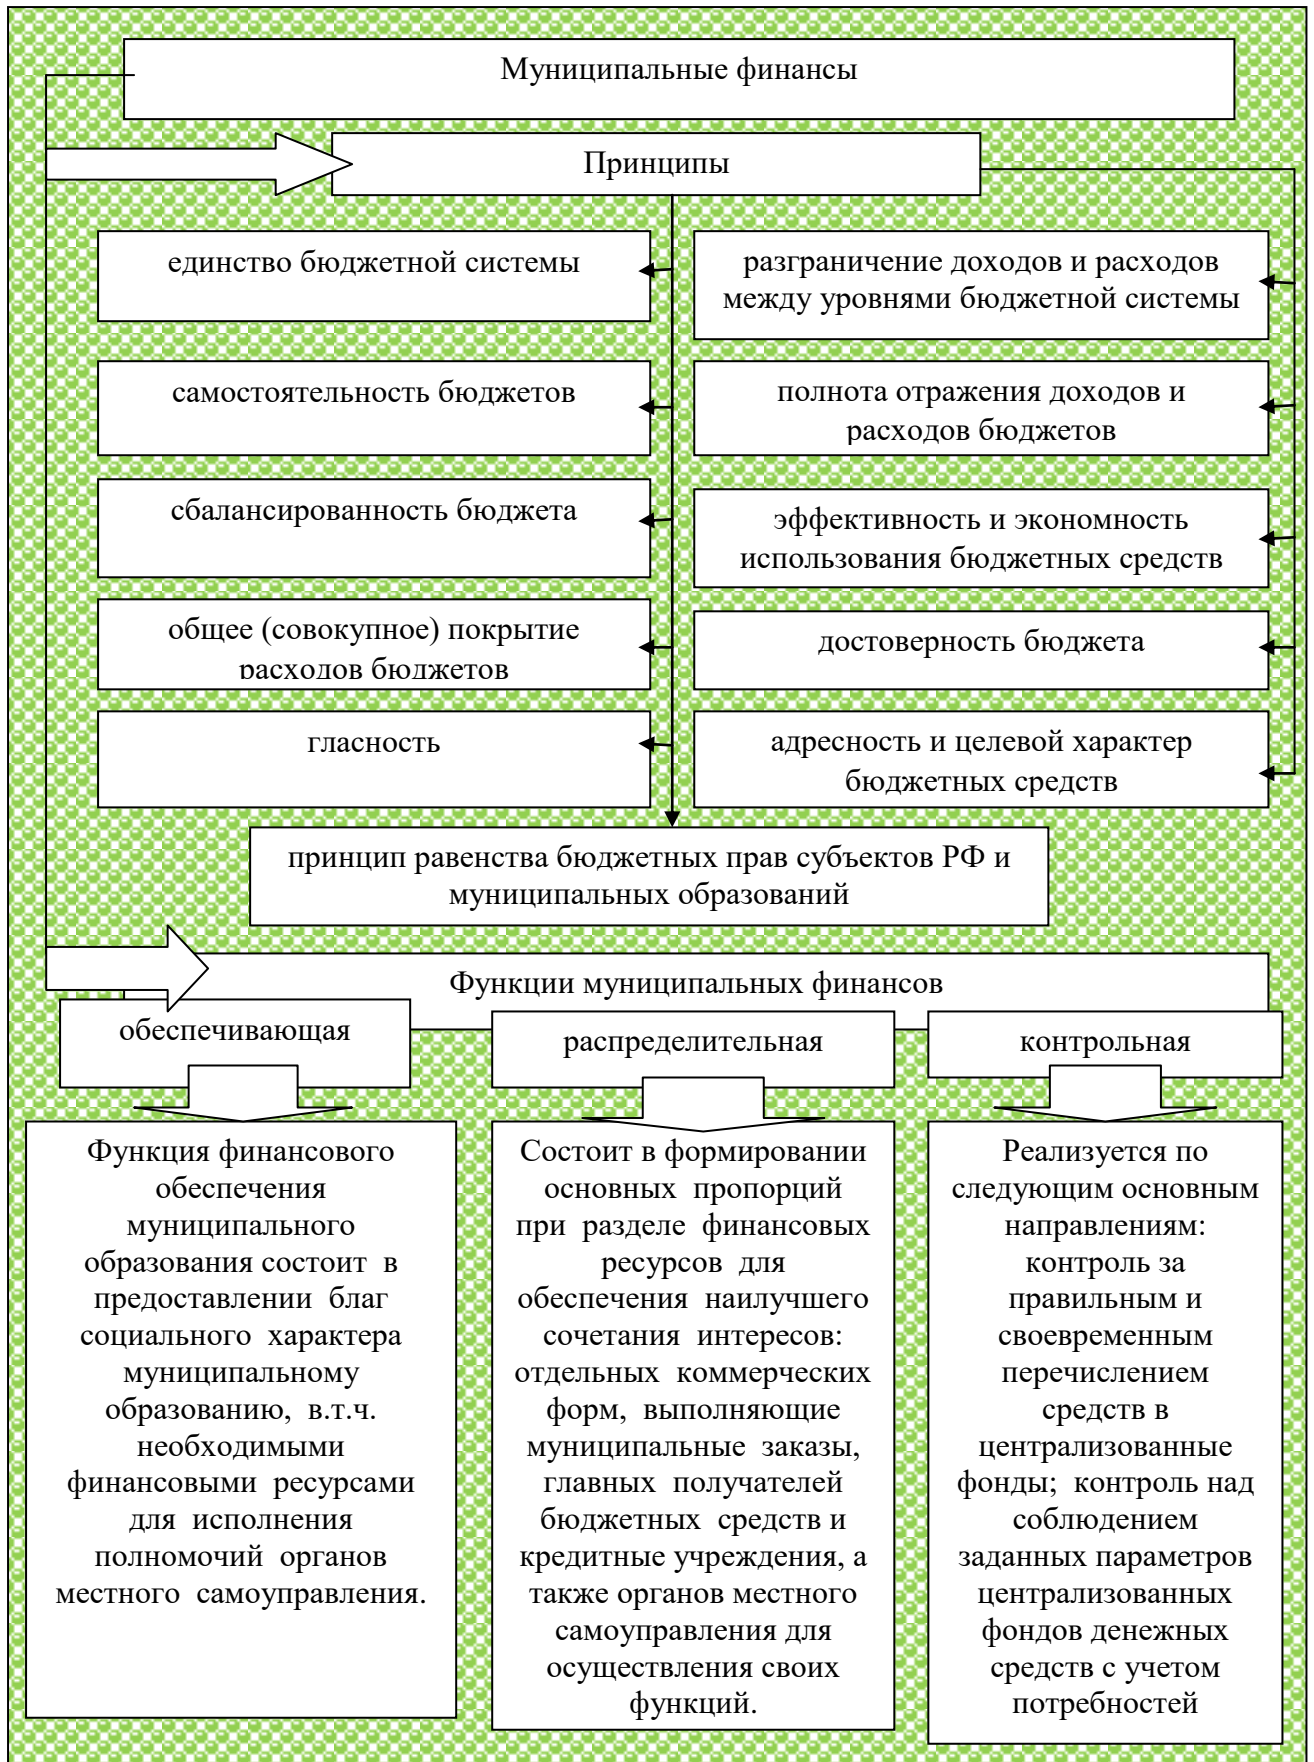 Муниципальные финансы
Принципы
единство бюджетной системы
разграничение доходов и расходов
между уровнями бюджетной системы
самостоятельность бюджетов
полнота отражения доходов и
расходов бюджетов
сбалансированность бюджета
эффективность и экономность
использования бюджетных средств
общее (совокупное) покрытие
расходов бюджетов
достоверность бюджета
гласность
адресность и целевой характер
бюджетных средств
принцип равенства бюджетных прав субъектов РФ и
муниципальных образований
Функции муниципальных финансов
обеспечивающая
распределительная
контрольная
Функция финансового
обеспечения
муниципального
образования состоит в
предоставлении благ
социального характера
муниципальному
образованию, в.т.ч.
необходимыми
финансовыми ресурсами
для исполнения
полномочий органов
местного самоуправления.
Состоит в формировании
основных пропорций
при разделе финансовых
ресурсов для
обеспечения наилучшего
сочетания интересов:
отдельных коммерческих
форм, выполняющие
муниципальные заказы,
главных получателей
бюджетных средств и
кредитные учреждения, а
также органов местного
самоуправления для
осуществления своих
функций.
Реализуется по
следующим основным
направлениям:
контроль за
правильным и
своевременным
перечислением
средств в
централизованные
фонды; контроль над
соблюдением
заданных параметров
централизованных
фондов денежных
средств с учетом
потребностей